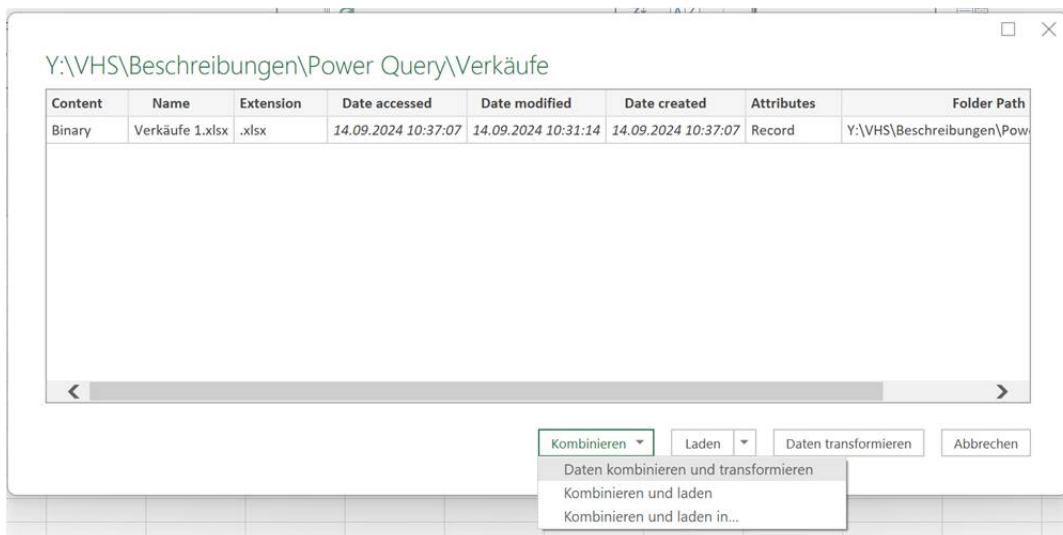 Y:\VHS\Beschreibungen\Power Query\Verkäufe
Content Name Extension Date accessed Date modified Date created Attributes Folder Path
Binary Verkäufe 1.xlsx .xlsx 14.09.2024 10:37:07 14.09.2024 10:31:14 14.09.2024 10:37:07 Record Y:\VHS\Beschreibungen\Pow
Kombinieren Laden Daten transformieren Abbrechen
Daten kombinieren und transformieren
Kombinieren und laden
Kombinieren und laden in...